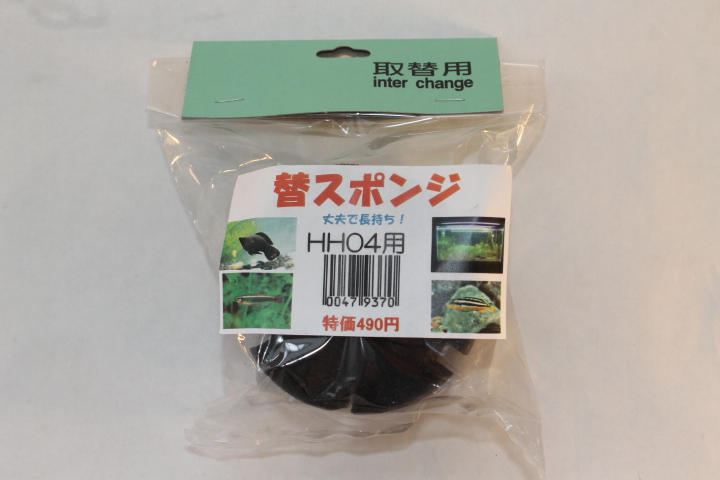 取替用
inter change
替スポンジ
丈夫で長持ち!
HH04用
00479370
特価490円